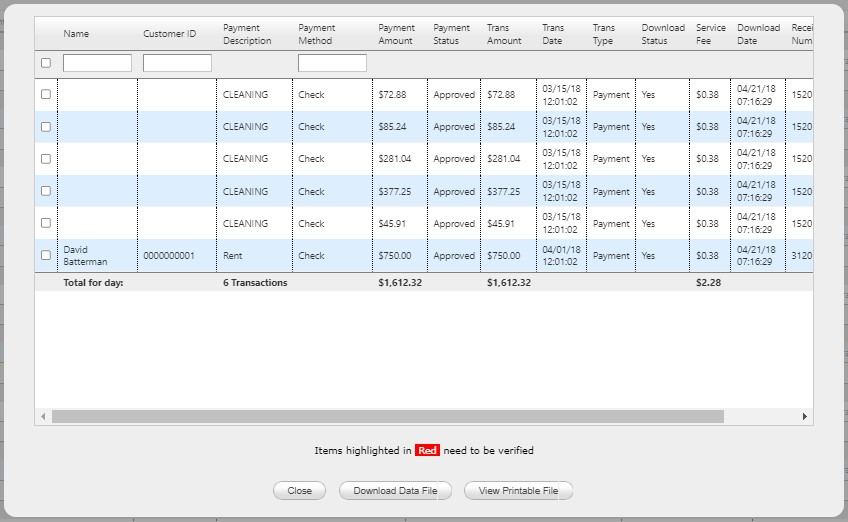 Name Customer ID Payment Description Payment Method Payment Amount Payment Status Trans Amount Trans Date Trans Type Download Status Service Fee Download Date Recei Num
CLEANING Check $72.88 Approved $72.88 03/15/18 12:01:02 Payment Yes $0.38 04/21/18 07:16:29 1520
CLEANING Check $85.24 Approved $85.24 03/15/18 12:01:02 Payment Yes $0.38 04/21/18 07:16:29 1520
CLEANING Check $281.04 Approved $281.04 03/15/18 12:01:02 Payment Yes $0.38 04/21/18 07:16:29 1520
CLEANING Check $377.25 Approved $377.25 03/15/18 12:01:02 Payment Yes $0.38 04/21/18 07:16:29 1520
CLEANING Check $45.91 Approved $45.91 03/15/18 12:01:02 Payment Yes $0.38 04/21/18 07:16:29 1520
David Batterman 0000000001 Rent Check $750.00 Approved $750.00 04/01/18 12:01:02 Payment Yes $0.38 04/21/18 07:16:29 3120
Total for day: 6 Transactions $1,612.32 $1,612.32 $2.28
Items highlighted in Red need to be verified
Close Download Data File View Printable File